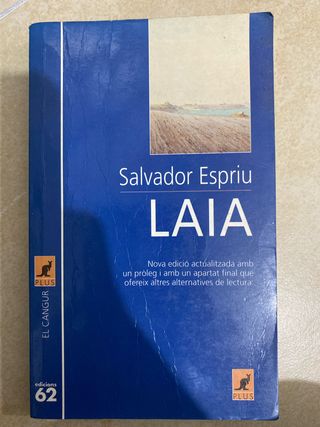 Salvador Espriu
LAIA
Nova edició actualitzada amb
un pròleg i amb un apartat final que
ofereix altres alternatives de lectura
PLUS
EL CANGUR
PLUS
edicions
62